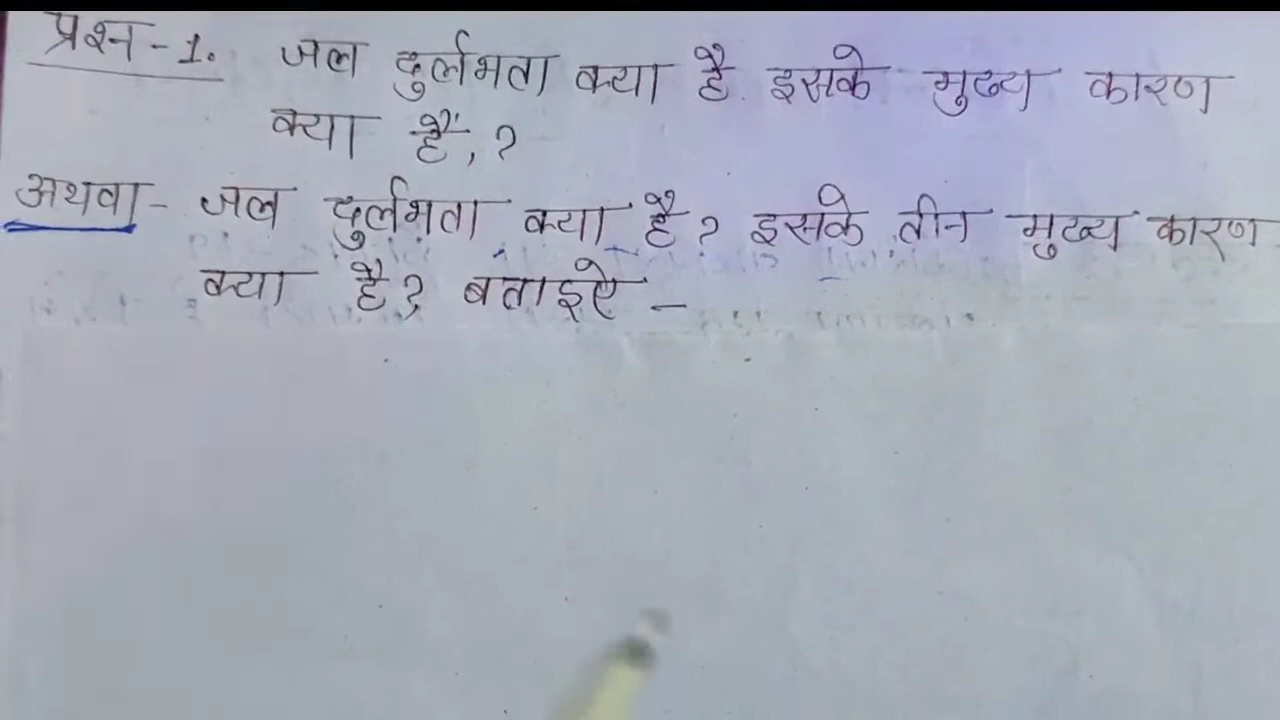 प्रश्न-1. जल दुर्लभता क्या है इसके मुख्य कारण
क्या हैं,?
अथवा- जल दुर्लभता क्या है? इसके तीन मुख्य कारण
क्या है? बताइऐ -